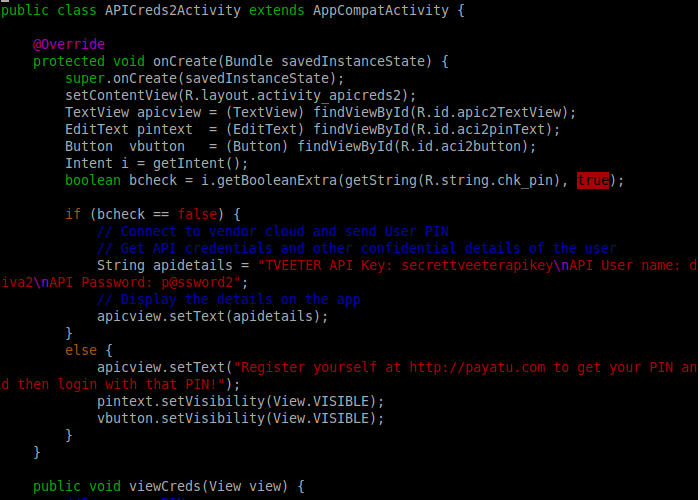 public class APICreds2Activity extends AppCompatActivity {

    @Override
    protected void onCreate(Bundle savedInstanceState) {
        super.onCreate(savedInstanceState);
        setContentView(R.layout.activity_apicreds2);
        TextView apicview = (TextView) findViewById(R.id.apic2TextView);
        EditText pintext  = (EditText) findViewById(R.id.aci2pinText);
        Button  vbutton   = (Button) findViewById(R.id.aci2button);
        Intent i = getIntent();
        boolean bcheck = i.getBooleanExtra(getString(R.string.chk_pin), true);

        if (bcheck == false) {
            // Connect to vendor cloud and send User PIN
            // Get API credentials and other confidential details of the user
            String apidetails = "TVEETER API Key: secrettveeterapikey\nAPI User name: d
iva2\nAPI Password: p@ssword2";
            // Display the details on the app
            apicview.setText(apidetails);
        }
        else {
            apicview.setText("Register yourself at http://payatu.com to get your PIN an
d then login with that PIN!");
            pintext.setVisibility(View.VISIBLE);
            vbutton.setVisibility(View.VISIBLE);
        }
    }

    public void viewCreds(View view) {